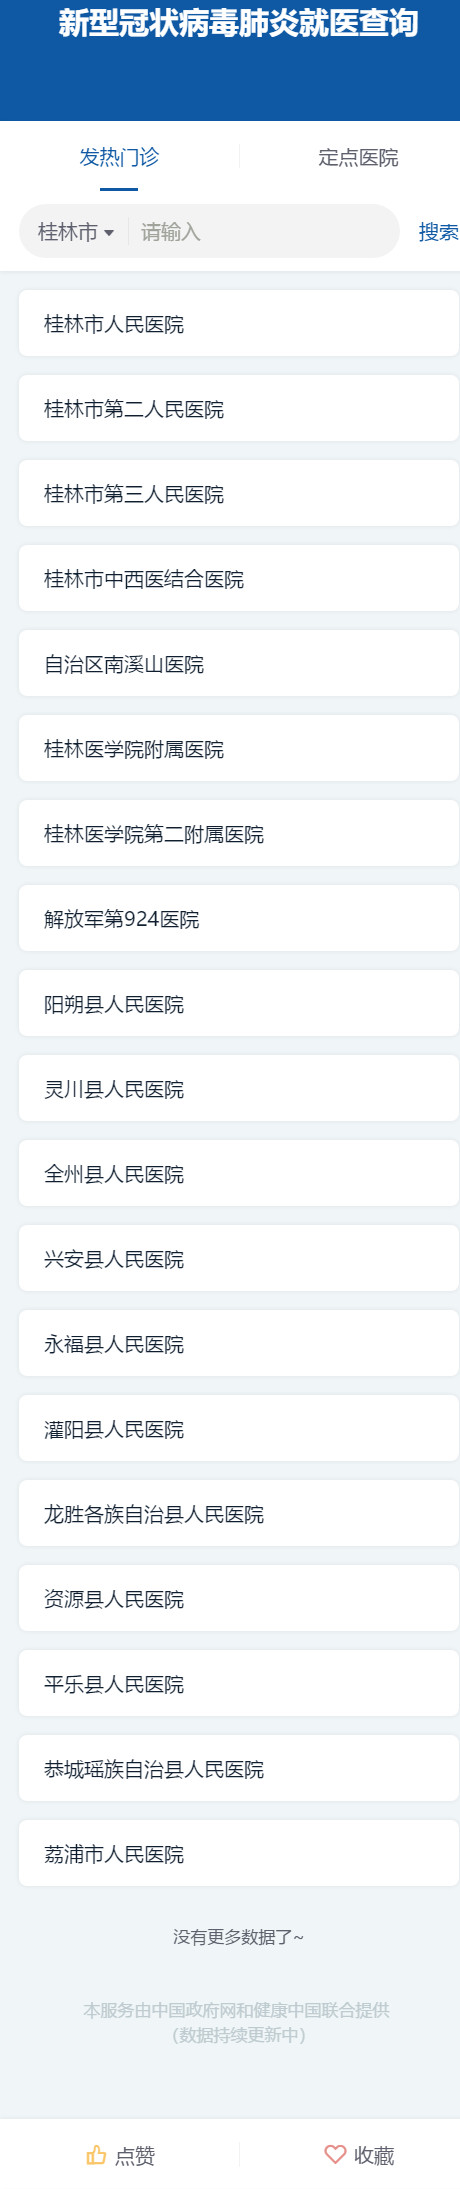 新型冠状病毒肺炎就医查询
发热门诊
定点医院
桂林市 请输入 搜索
桂林市人民医院
桂林市第二人民医院
桂林市第三人民医院
桂林市中西医结合医院
自治区南溪山医院
桂林医学院附属医院
桂林医学院第二附属医院
解放军第924医院
阳朔县人民医院
灵川县人民医院
全州县人民医院
兴安县人民医院
永福县人民医院
灌阳县人民医院
龙胜各族自治县人民医院
资源县人民医院
平乐县人民医院
恭城瑶族自治县人民医院
荔浦市人民医院
没有更多数据了~
本服务由中国政府网和健康中国联合提供
（数据持续更新中）
点赞
收藏